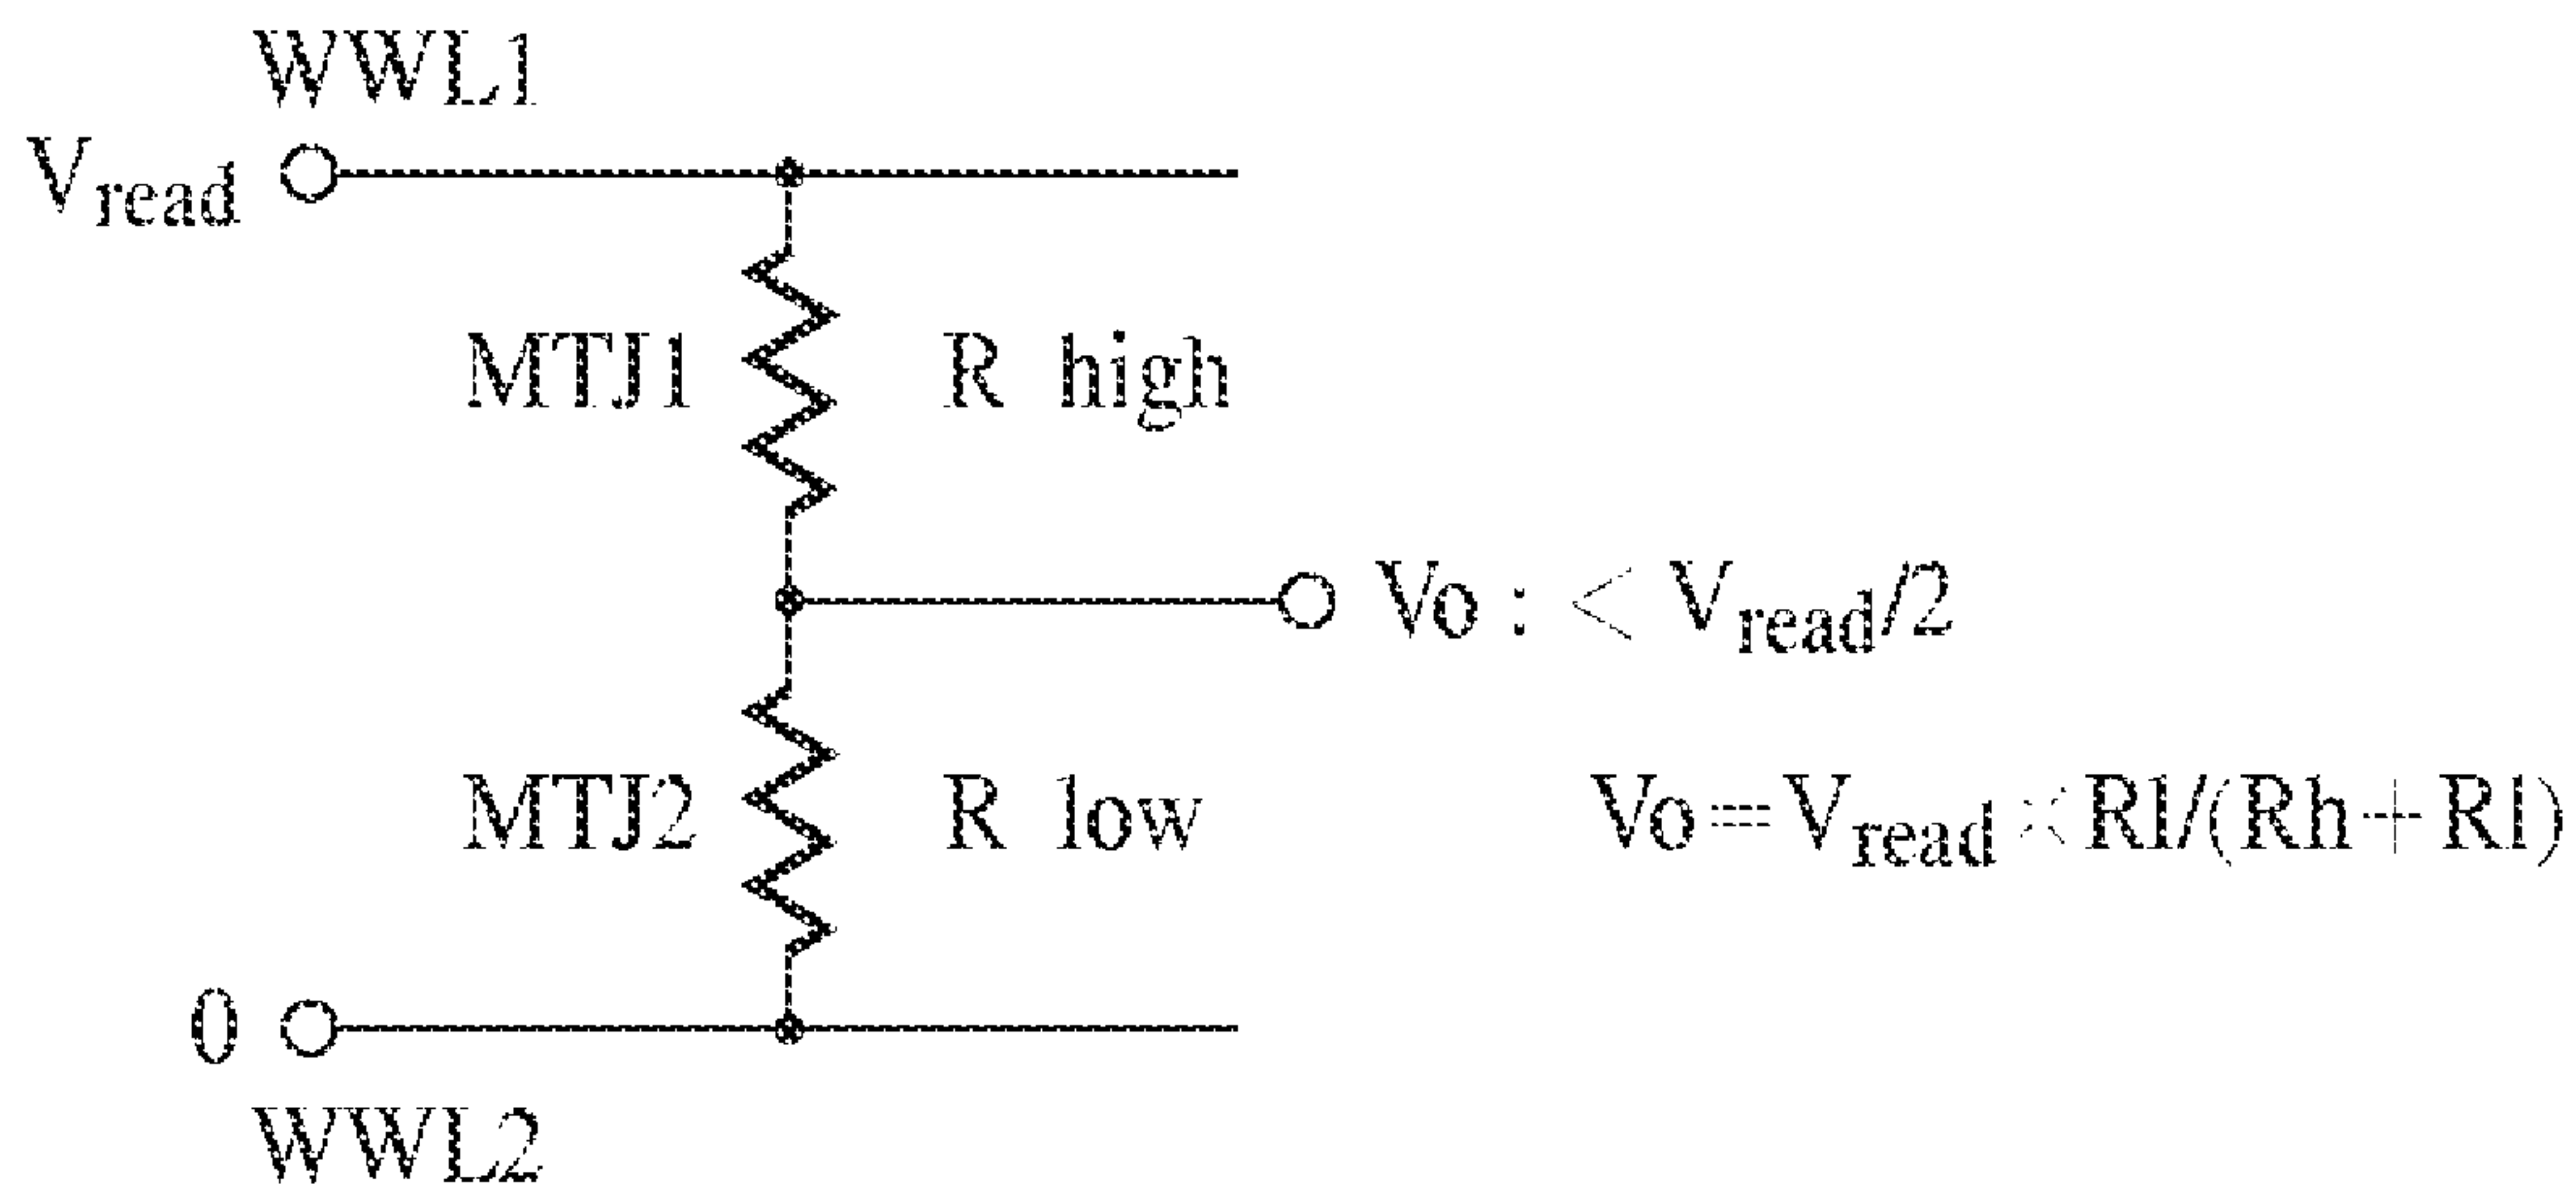 WWL1
Vread
MTJ1 R high
Vo : < Vread/2
MTJ2 R low
Vo=Vread×Rl/(Rh+Rl)
0
WWL2